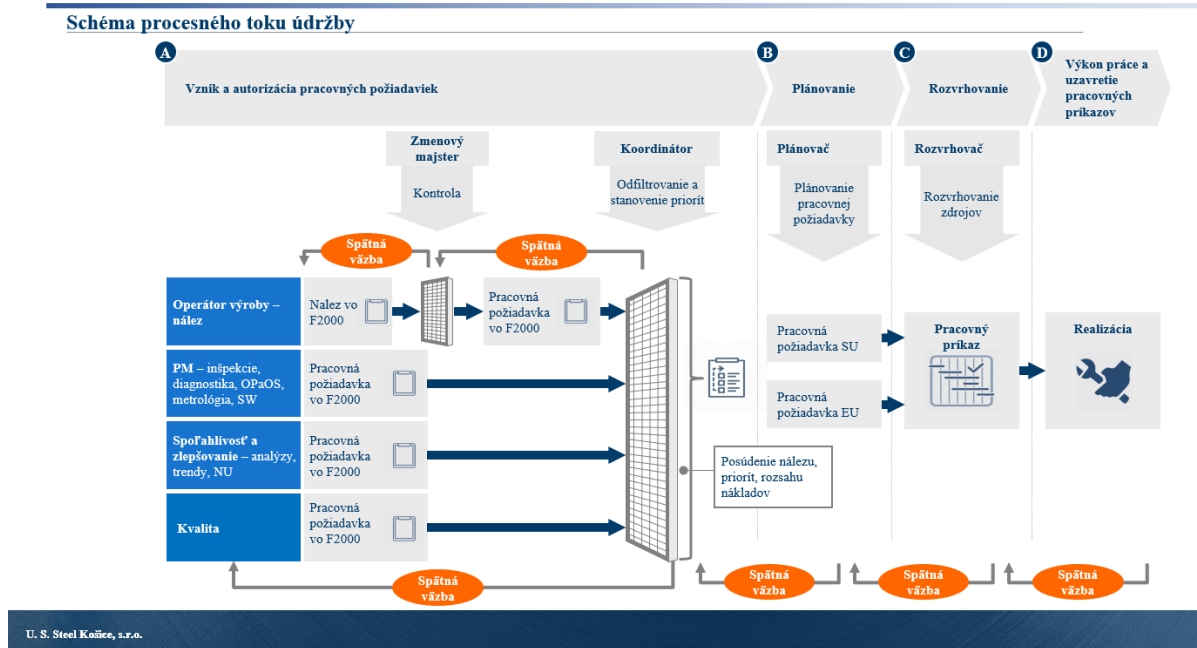 Schéma procesného toku údržby
A
B
C
D
Vznik a autorizácia pracovných požiadaviek
Plánovanie
Rozvrhovanie
Výkon práce a
uzavretie
pracovných
príkazov
Zmenový
majster
Kontrola
Koordinátor
Odfiltrovanie a
stanovenie priorít
Plánovač
Plánovanie
pracovnej
požiadavky
Rozvrhovač
Rozvrhovanie
zdrojov
Spätná
väzba
Spätná
väzba
Operátor výroby –
nález
Nalez vo
F2000
Pracovná
požiadavka
vo F2000
PM – inšpekcie,
diagnostika, OPaOS,
metrológia, SW
Pracovná
požiadavka
vo F2000
Spoľahlivosť a
zlepšovanie – analýzy,
trendy, NU
Pracovná
požiadavka
vo F2000
Kvalita
Pracovná
požiadavka
vo F2000
Pracovná
požiadavka SU
Pracovná
požiadavka EU
Pracovný
príkaz
Realizácia
Posúdenie nálezu,
priorít, rozsahu
nákladov
Spätná
väzba
Spätná
väzba
Spätná
väzba
Spätná
väzba
U. S. Steel Košice, s.r.o.